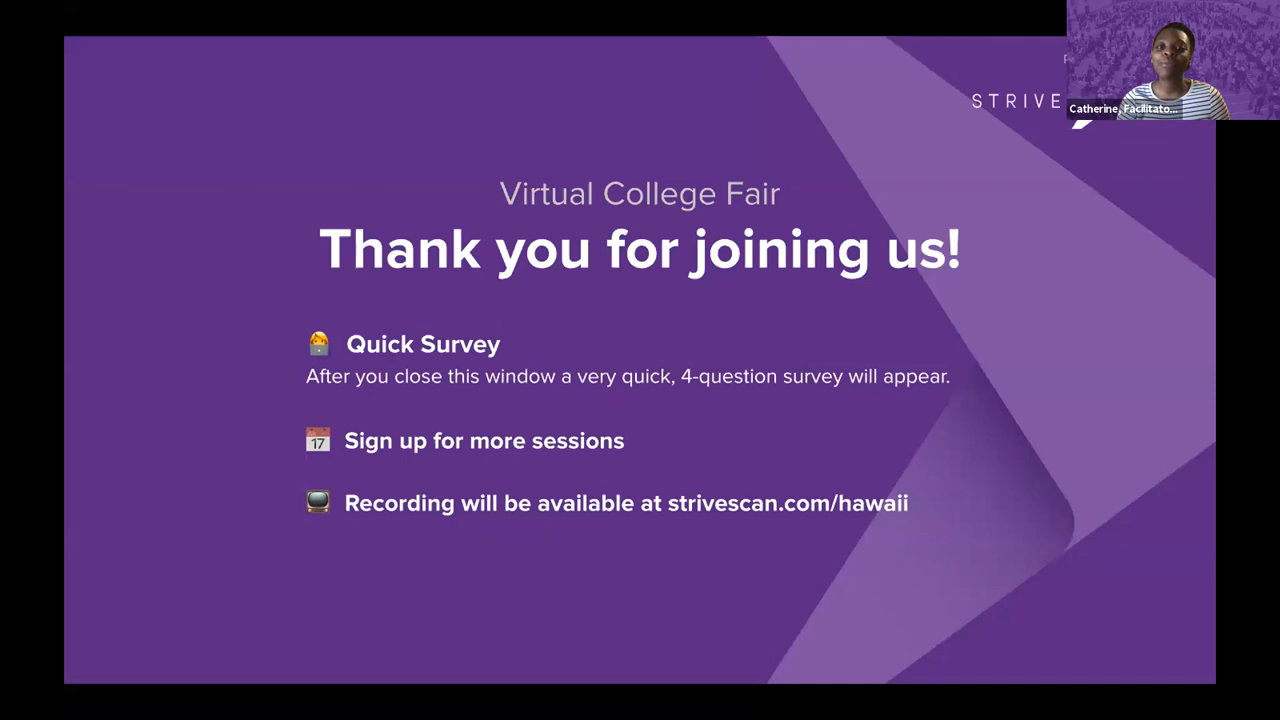 STRIVE
Catherine, Facilitato...
Virtual College Fair
Thank you for joining us!
Quick Survey
After you close this window a very quick, 4-question survey will appear.
17
Sign up for more sessions
Recording will be available at strivescan.com/hawaii